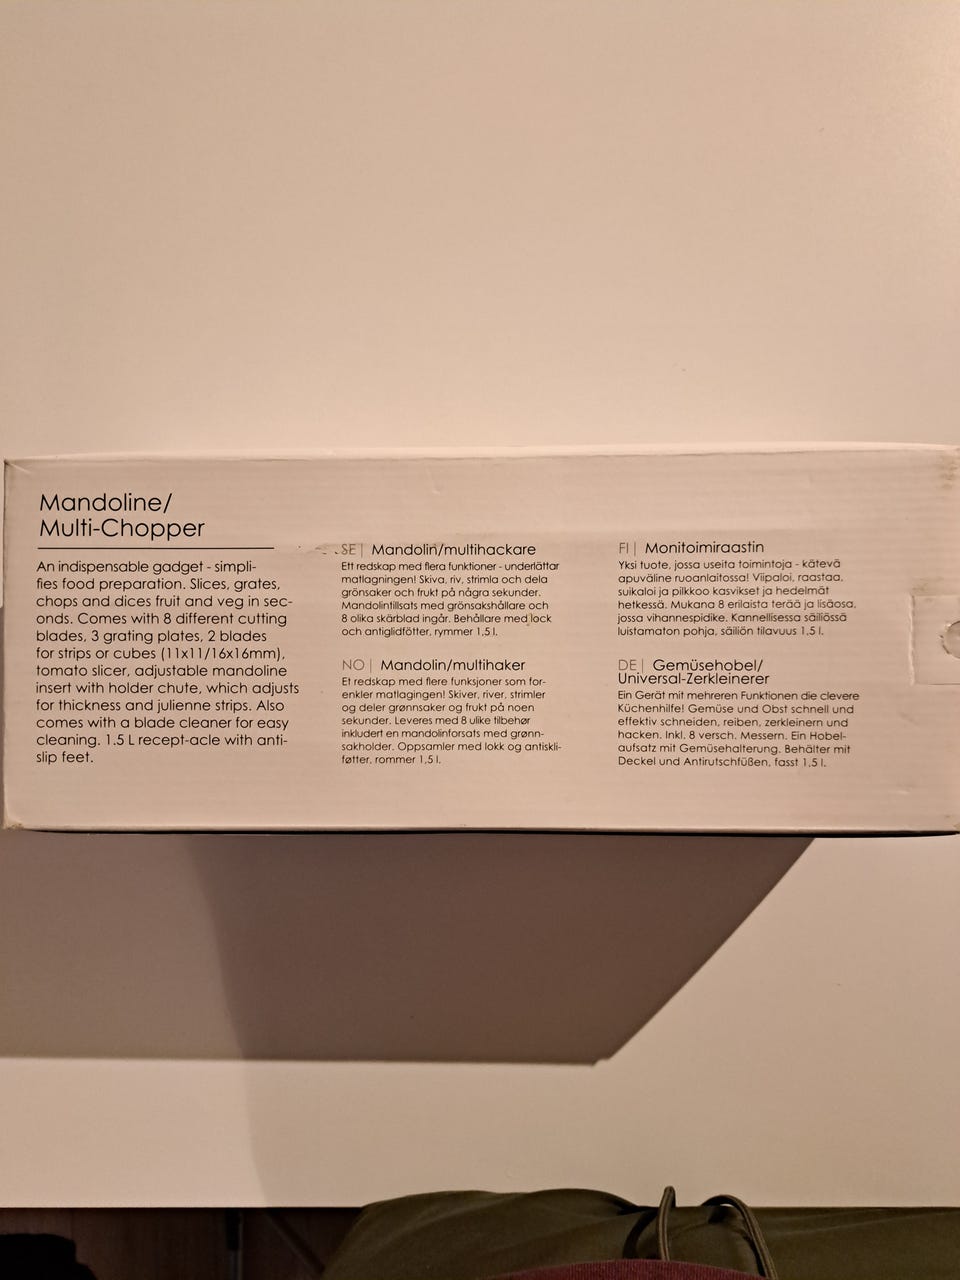 Mandoline/
Multi-Chopper
An indispensable gadget - simpli-
fies food preparation. Slices, grates,
chops and dices fruit and veg in sec-
onds. Comes with 8 different cutting
blades, 3 grating plates, 2 blades
for strips or cubes (11x11/16x16mm),
tomato slicer, adjustable mandoline
insert with holder chute, which adjusts
for thickness and julienne strips. Also
comes with a blade cleaner for easy
cleaning. 1.5 L recept-acle with anti-
slip feet.
SE | Mandolin/multihackare
Ett redskap med flera funktioner - underlättar
matlagningen! Skiva, riv, strimla och dela
grönsaker och frukt på några sekunder.
Mandolintillsats med grönsakshållare och
8 olika skärblad ingår. Behållare med lock
och antiglidfötter, rymmer 1,5 l.
NO | Mandolin/multihaker
Et redskap med flere funksjoner som for-
enkler matlagingen! Skiver, river, strimler
og deler grønnsaker og frukt på noen
sekunder. Leveres med 8 ulike tilbehør
inkludert en mandolinforsats med grønn-
sakholder. Oppsamler med lokk og antiskli-
føtter, rommer 1,5 l.
FI | Monitoimiraastin
Yksi tuote, jossa useita toimintoja - kätevä
apuväline ruoanlaitossa! Viipaloi, raastaa,
suikaloi ja pilkkoo kasvikset ja hedelmät
hetkessä. Mukana 8 erilaista terää ja lisäosa,
jossa vihannespidike. Kannellisessa säiliössä
luistamaton pohja, säiliön tilavuus 1,5 l.
DE | Gemüsehobel/
Universal-Zerkleinerer
Ein Gerät mit mehreren Funktionen die clevere
Küchenhilfe! Gemüse und Obst schnell und
effektiv schneiden, reiben, zerkleinern und
hacken. Inkl. 8 versch. Messern. Ein Hobel-
aufsatz mit Gemüsehalterung. Behälter mit
Deckel und Antirutschfüßen, fasst 1,5 l.